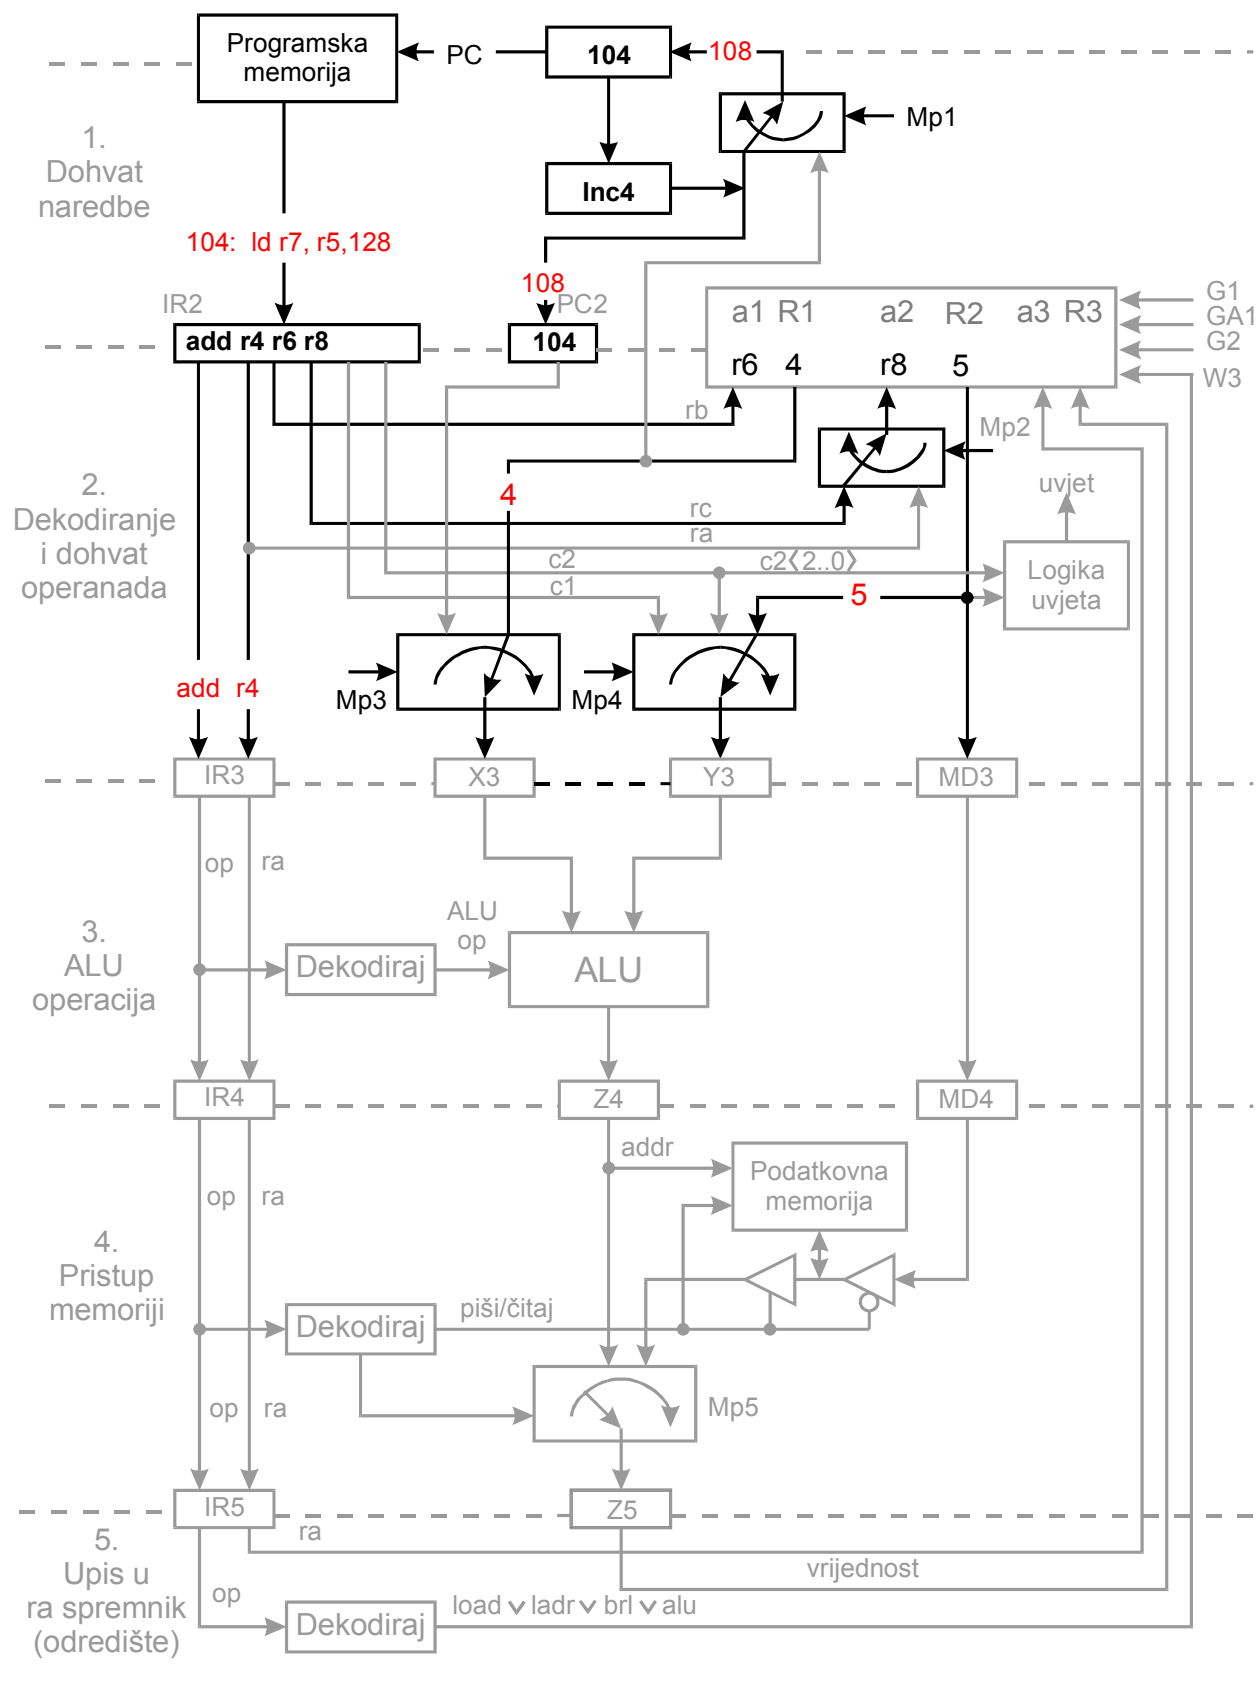 Programska
memorija
PC
104
108
Mp1
1.
Dohvat
naredbe
Inc4
104: ld r7, r5,128
108
IR2
PC2
add r4 r6 r8
104
a1 R1 a2 R2 a3 R3
r6 4 r8 5
G1
GA1
G2
W3
rb
Mp2
2.
Dekodiranje
i dohvat
operanada
4
rc
ra
uvjet
c2
c2⟨2..0⟩
c1
5
Logika
uvjeta
add r4
Mp3
Mp4
IR3
X3
Y3
MD3
op
ra
3.
ALU
operacija
ALU
op
Dekodiraj
ALU
IR4
Z4
MD4
addr
Podatkovna
memorija
op
ra
4.
Pristup
memoriji
piši/čitaj
Dekodiraj
op
ra
Mp5
IR5
Z5
5.
Upis u
ra spremnik
(odredište)
ra
vrijednost
op
load ∨ ladr ∨ brl ∨ alu
Dekodiraj